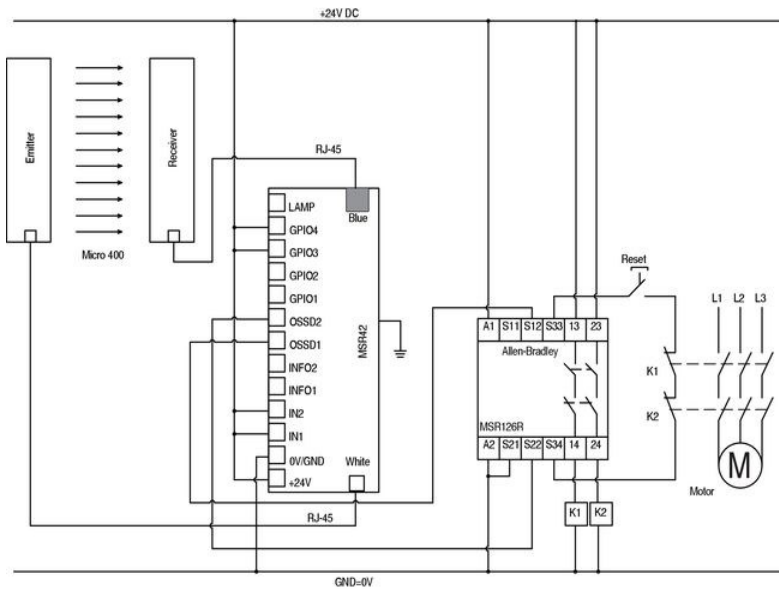 +24V DC
Emitter
Receiver
Micro 400
RJ-45
Blue
LAMP
GPIO4
GPIO3
GPIO2
GPIO1
OSSD2
OSSD1
INFO2
INFO1
IN2
IN1
0V/GND
+24V
MSR42
White
RJ-45
A1 S11 S12 S33 13 23
Allen-Bradley
MSR126R
A2 S21 S22 S34 14 24
K1 K2
Reset
K1
K2
L1 L2 L3
M
Motor
GND=0V